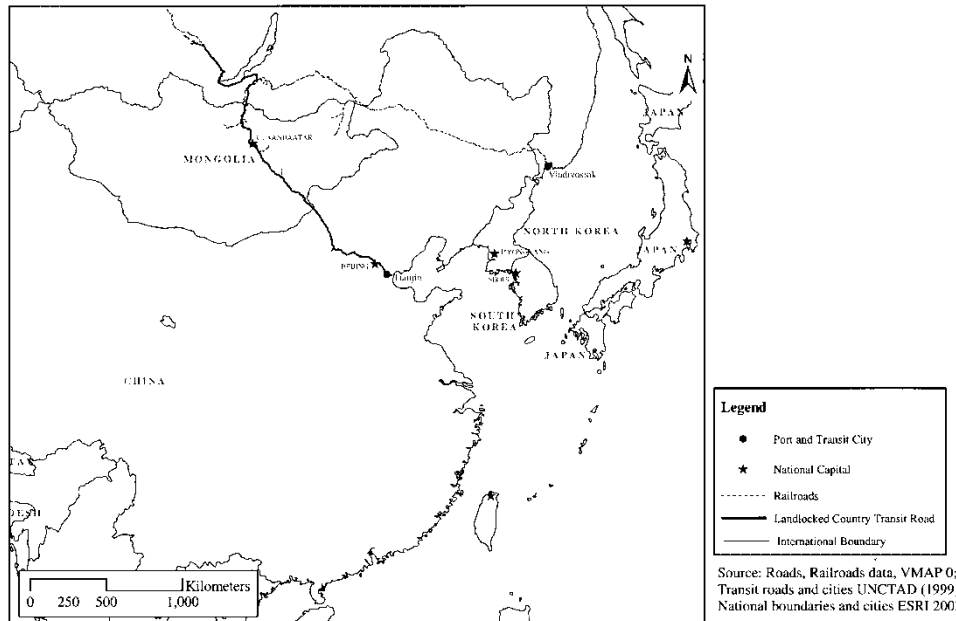 N
JAPAN
MONGOLIA
NORTH KOREA
JAPAN
BEIJING
Tianjin
SOUTH
KOREA
JAPAN
CHINA
Kilometers
0 250 500 1,000
Legend
Port and Transit City
National Capital
Railroads
Landlocked Country Transit Road
International Boundary
Source: Roads, Railroads data, VMAP 0;
Transit roads and cities UNCTAD (1999)
National boundaries and cities ESRI